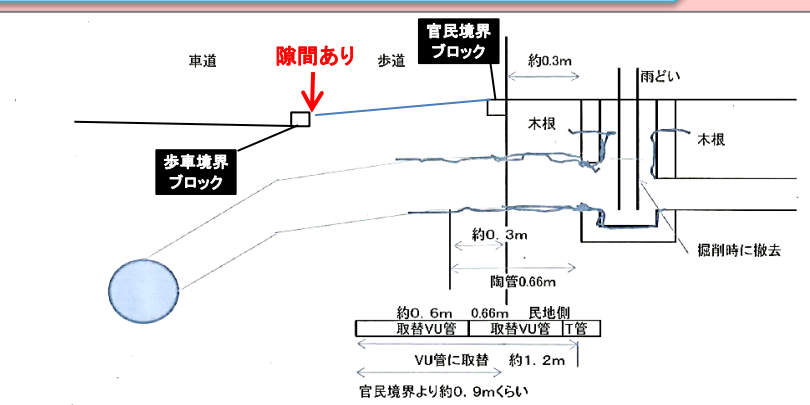 官民境界
ブロック
車道
隙間あり
歩道
約0.3m
雨どい
木根
木根
歩車境界
ブロック
約0．3m
掘削時に撤去
陶管0.66m
約0．6m 0.66m 民地側
取替VU管 取替VU管 T管
VU管に取替 約1．2m
官民境界より約0．9mくらい